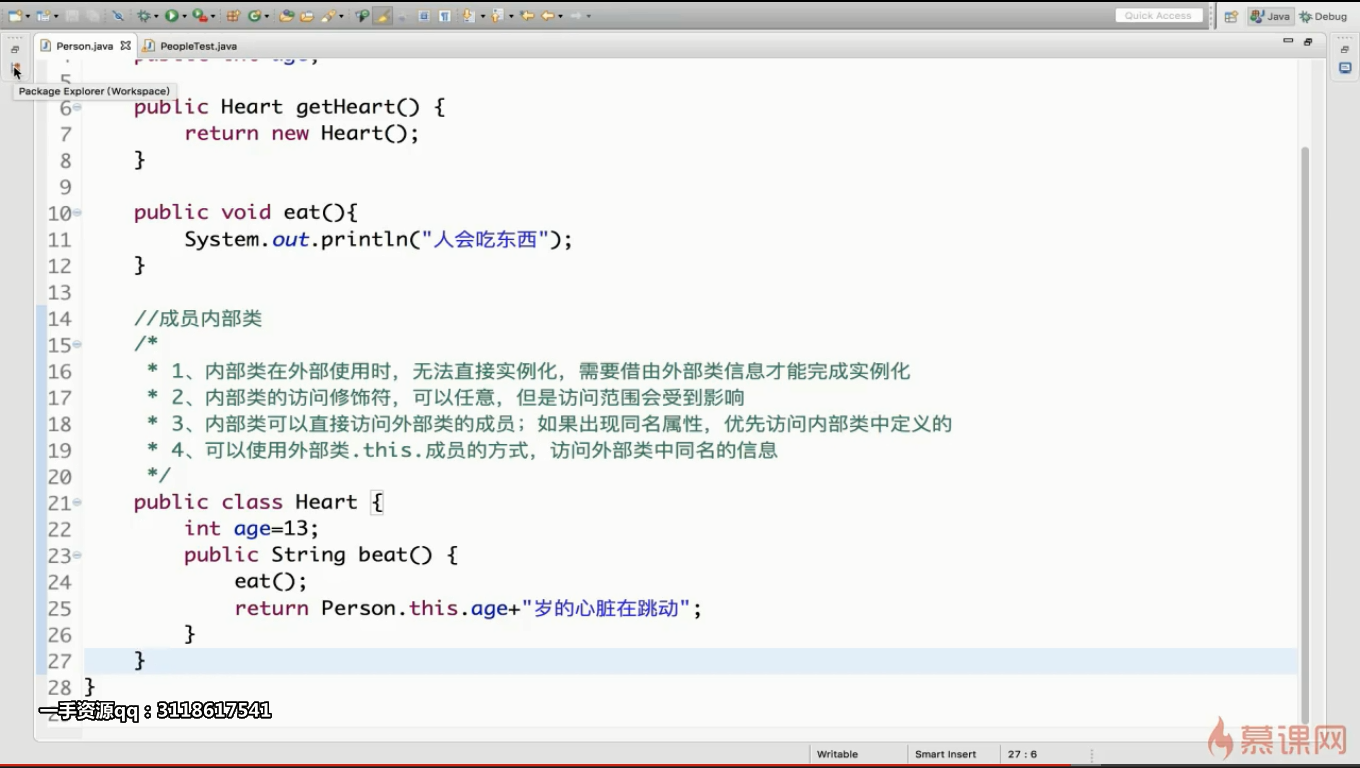 Quick Access
Java
Debug
Person.java
PeopleTest.java
public int age;
5
Package Explorer (Workspace)
6 public Heart getHeart() {
7 return new Heart();
8 }
9
10 public void eat(){
11 System.out.println("人会吃东西");
12 }
13
14 //成员内部类
15 /*
16 * 1、内部类在外部使用时，无法直接实例化，需要借由外部类信息才能完成实例化
17 * 2、内部类的访问修饰符，可以任意，但是访问范围会受到影响
18 * 3、内部类可以直接访问外部类的成员；如果出现同名属性，优先访问内部类中定义的
19 * 4、可以使用外部类.this.成员的方式，访问外部类中同名的信息
20 */
21 public class Heart {
22 int age=13;
23 public String beat() {
24 eat();
25 return Person.this.age+"岁的心脏在跳动";
26 }
27 }
28 }
一手资源qq：3118617541
慕课网
Writable
Smart Insert
27 : 6